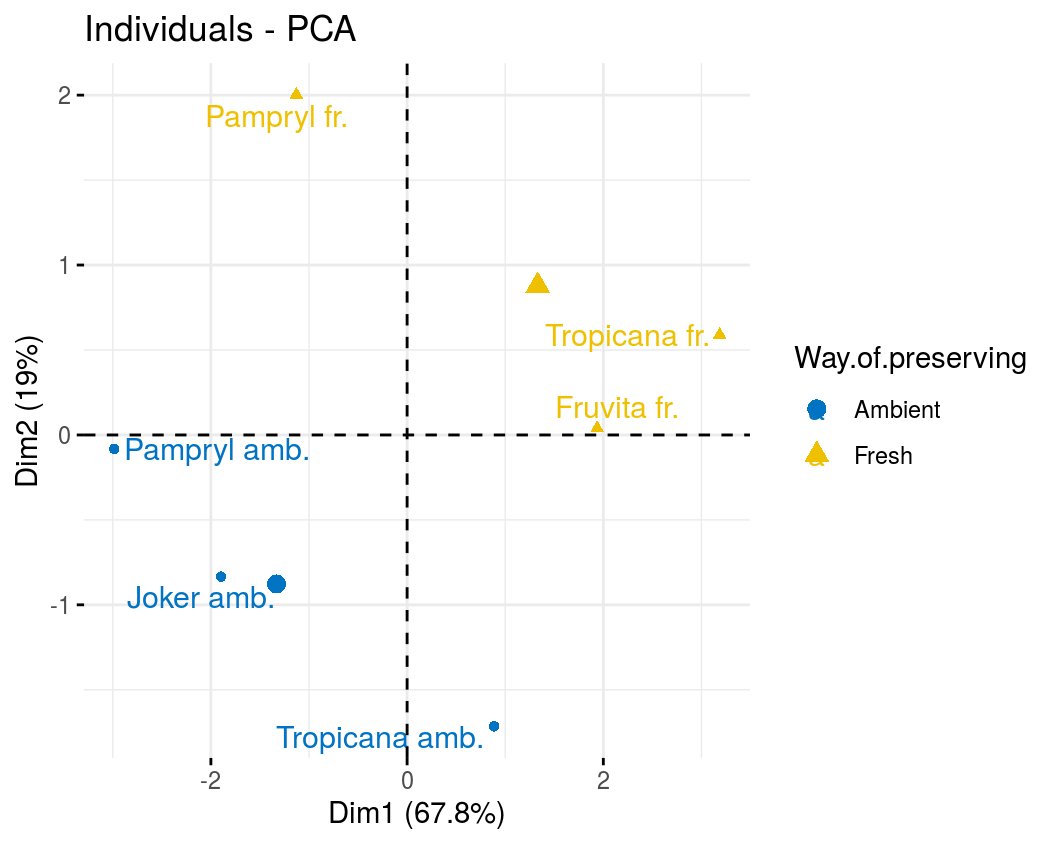 Individuals - PCA
2
Pampryl fr.
1
Tropicana fr.
Fruvita fr.
0
Pampryl amb.
Joker amb.
-1
Tropicana amb.
-2
0
2
Dim1 (67.8%)
Dim2 (19%)
Way.of.preserving
Ambient
Fresh